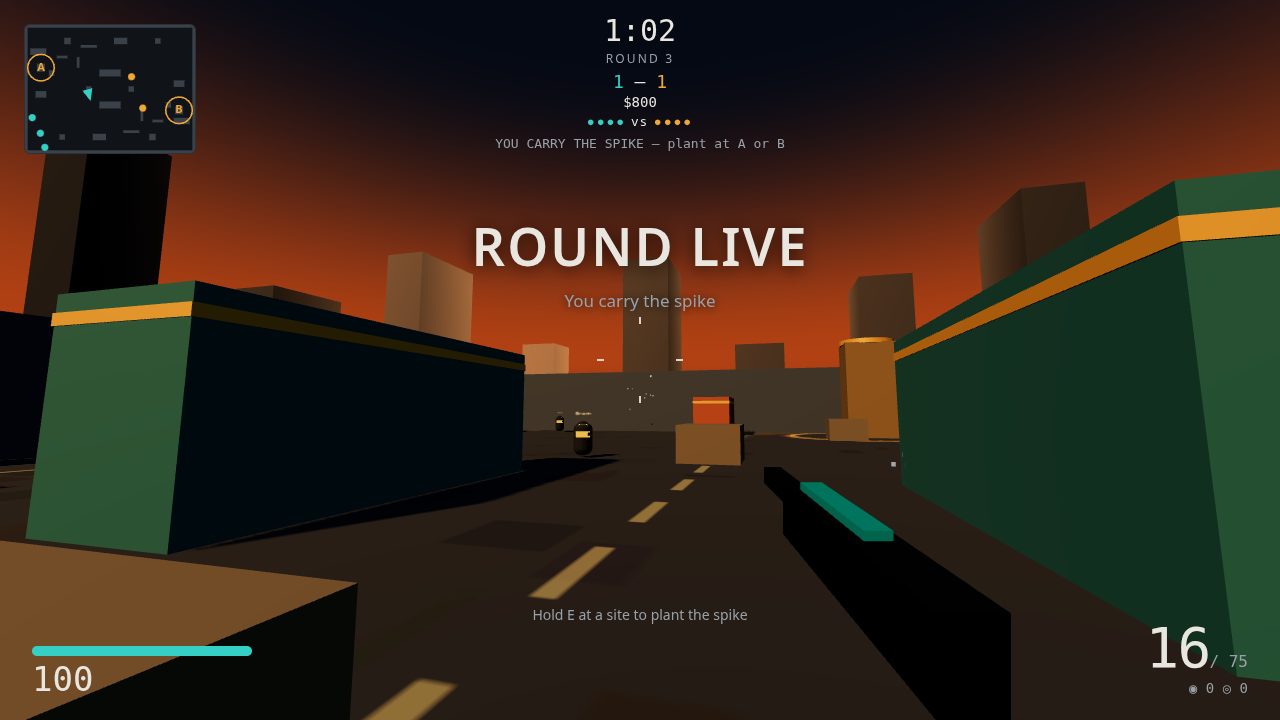 A
B
1:02
ROUND 3
1 — 1
$800
●●●● vs ●●●●
YOU CARRY THE SPIKE — plant at A or B
ROUND LIVE
You carry the spike
Hold E at a site to plant the spike
100
16 / 75
◉ 0 ◎ 0